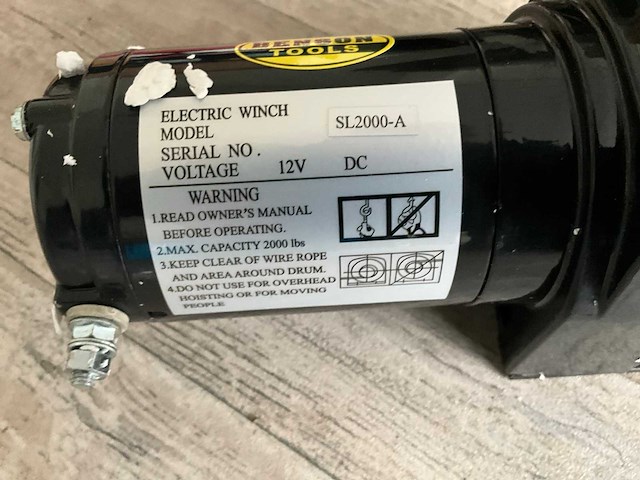 BENSON
TOOLS
ELECTRIC WINCH
MODEL SL2000-A
SERIAL NO.
VOLTAGE 12V DC
WARNING
1.READ OWNER'S MANUAL
BEFORE OPERATING.
2.MAX. CAPACITY 2000 lbs
3.KEEP CLEAR OF WIRE ROPE
AND AREA AROUND DRUM.
4.DO NOT USE FOR OVERHEAD
HOISTING OR FOR MOVING
PEOPLE.